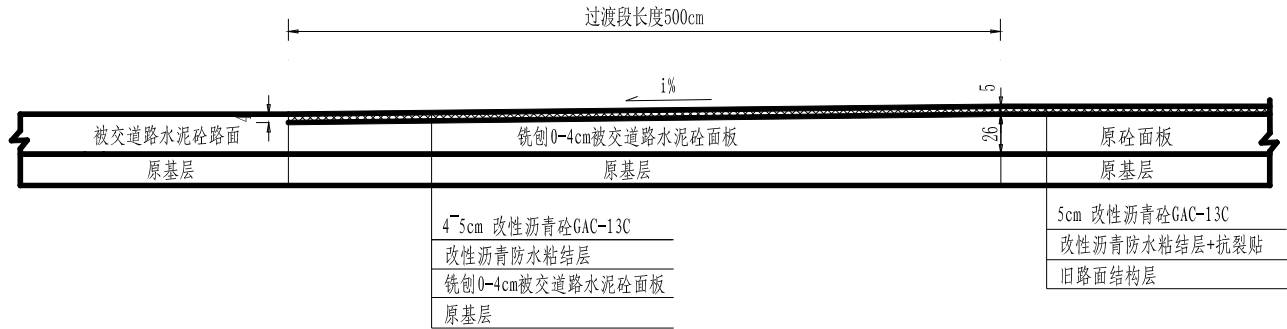 过渡段长度500cm
i%
5
4
被交道路水泥砼路面
铣刨0-4cm被交道路水泥砼面板
26
原砼面板
原基层
原基层
原基层
4~5cm 改性沥青砼GAC-13C
改性沥青防水粘结层
铣刨0-4cm被交道路水泥砼面板
原基层
5cm 改性沥青砼GAC-13C
改性沥青防水粘结层+抗裂贴
旧路面结构层